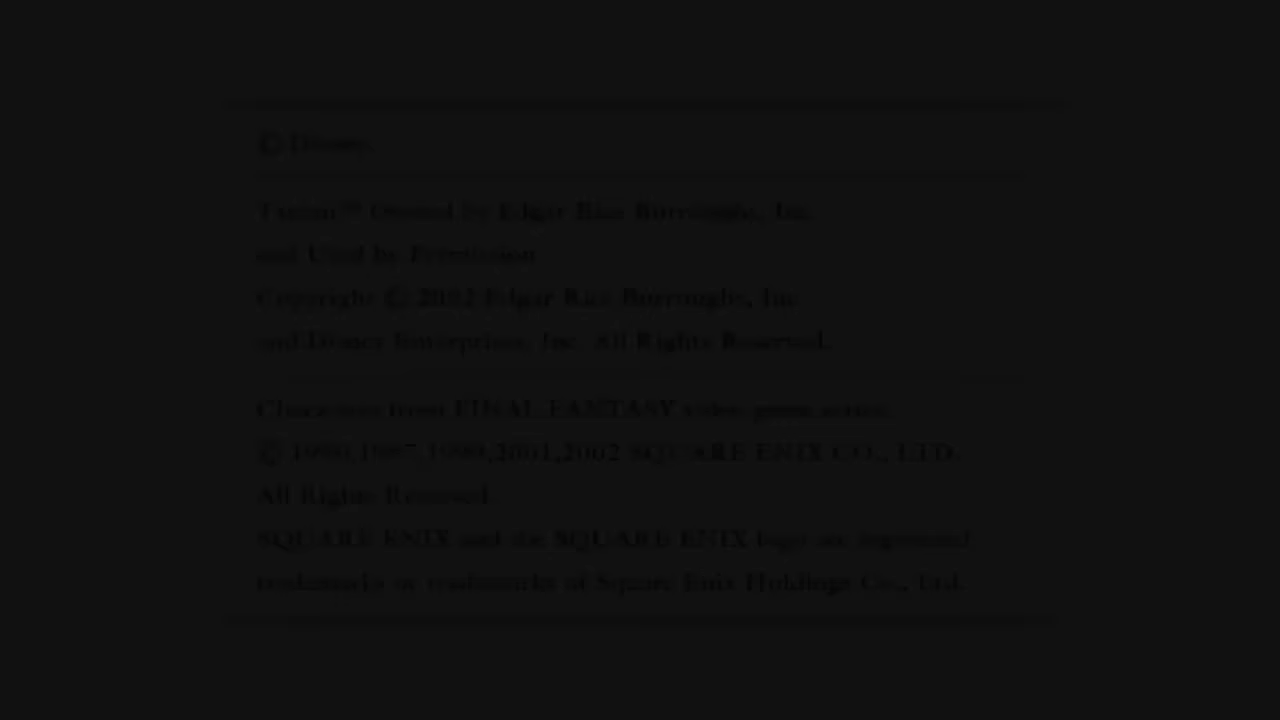 © Disney.
Tarzan™ Owned by Edgar Rice Burroughs, Inc.
and Used by Permission.
Copyright © 2002 Edgar Rice Burroughs, Inc.
and Disney Enterprises, Inc. All Rights Reserved.
Characters from FINAL FANTASY video game series
© 1990,1997,1999,2001,2002 SQUARE ENIX CO., LTD.
All Rights Reserved.
SQUARE ENIX and the SQUARE ENIX logo are registered
trademarks or trademarks of Square Enix Holdings Co., Ltd.